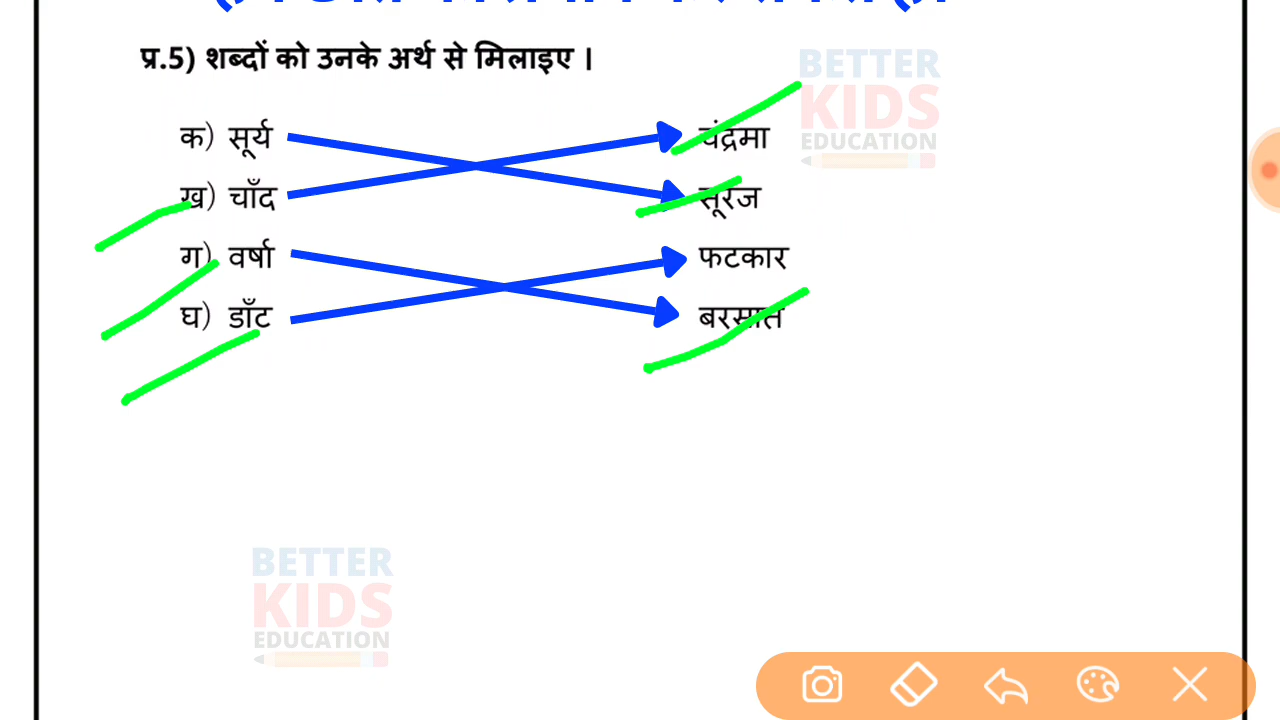 प्र.5) शब्दों को उनके अर्थ से मिलाइए ।
BETTER
KIDS
EDUCATION
क) सूर्य चंद्रमा
ख) चाँद सूरज
ग) वर्षा फटकार
घ) डाँट बरसात
BETTER
KIDS
EDUCATION